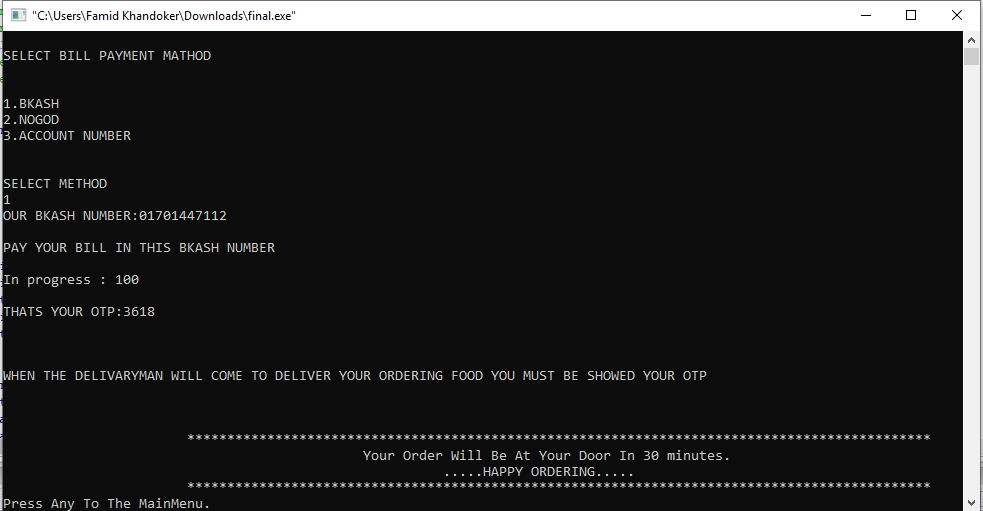 "C:\Users\Famid Khandoker\Downloads\final.exe"
SELECT BILL PAYMENT MATHOD
1.BKASH
2.NOGOD
3.ACCOUNT NUMBER
SELECT METHOD
1
OUR BKASH NUMBER:01701447112
PAY YOUR BILL IN THIS BKASH NUMBER
In progress : 100
THATS YOUR OTP:3618
WHEN THE DELIVARYMAN WILL COME TO DELIVER YOUR ORDERING FOOD YOU MUST BE SHOWED YOUR OTP
*********************************************************************************************
Your Order Will Be At Your Door In 30 minutes.
.....HAPPY ORDERING.....
*********************************************************************************************
Press Any To The MainMenu.